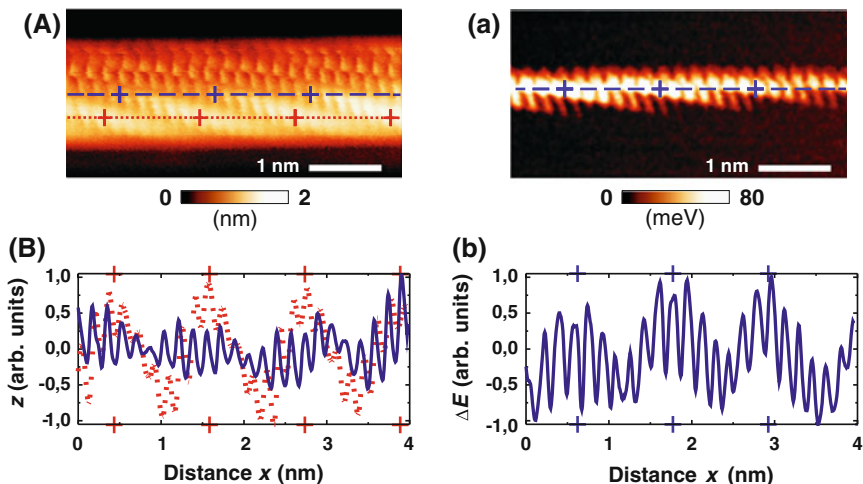 (A)
1 nm
0 2
(nm)
(a)
1 nm
0 80
(meV)
(B)
z (arb. units)
1,0
0,5
0,0
-0,5
-1,0
0 1 2 3 4
Distance x (nm)
(b)
ΔE (arb. units)
1,0
0,5
0,0
-0,5
-1,0
0 1 2 3 4
Distance x (nm)